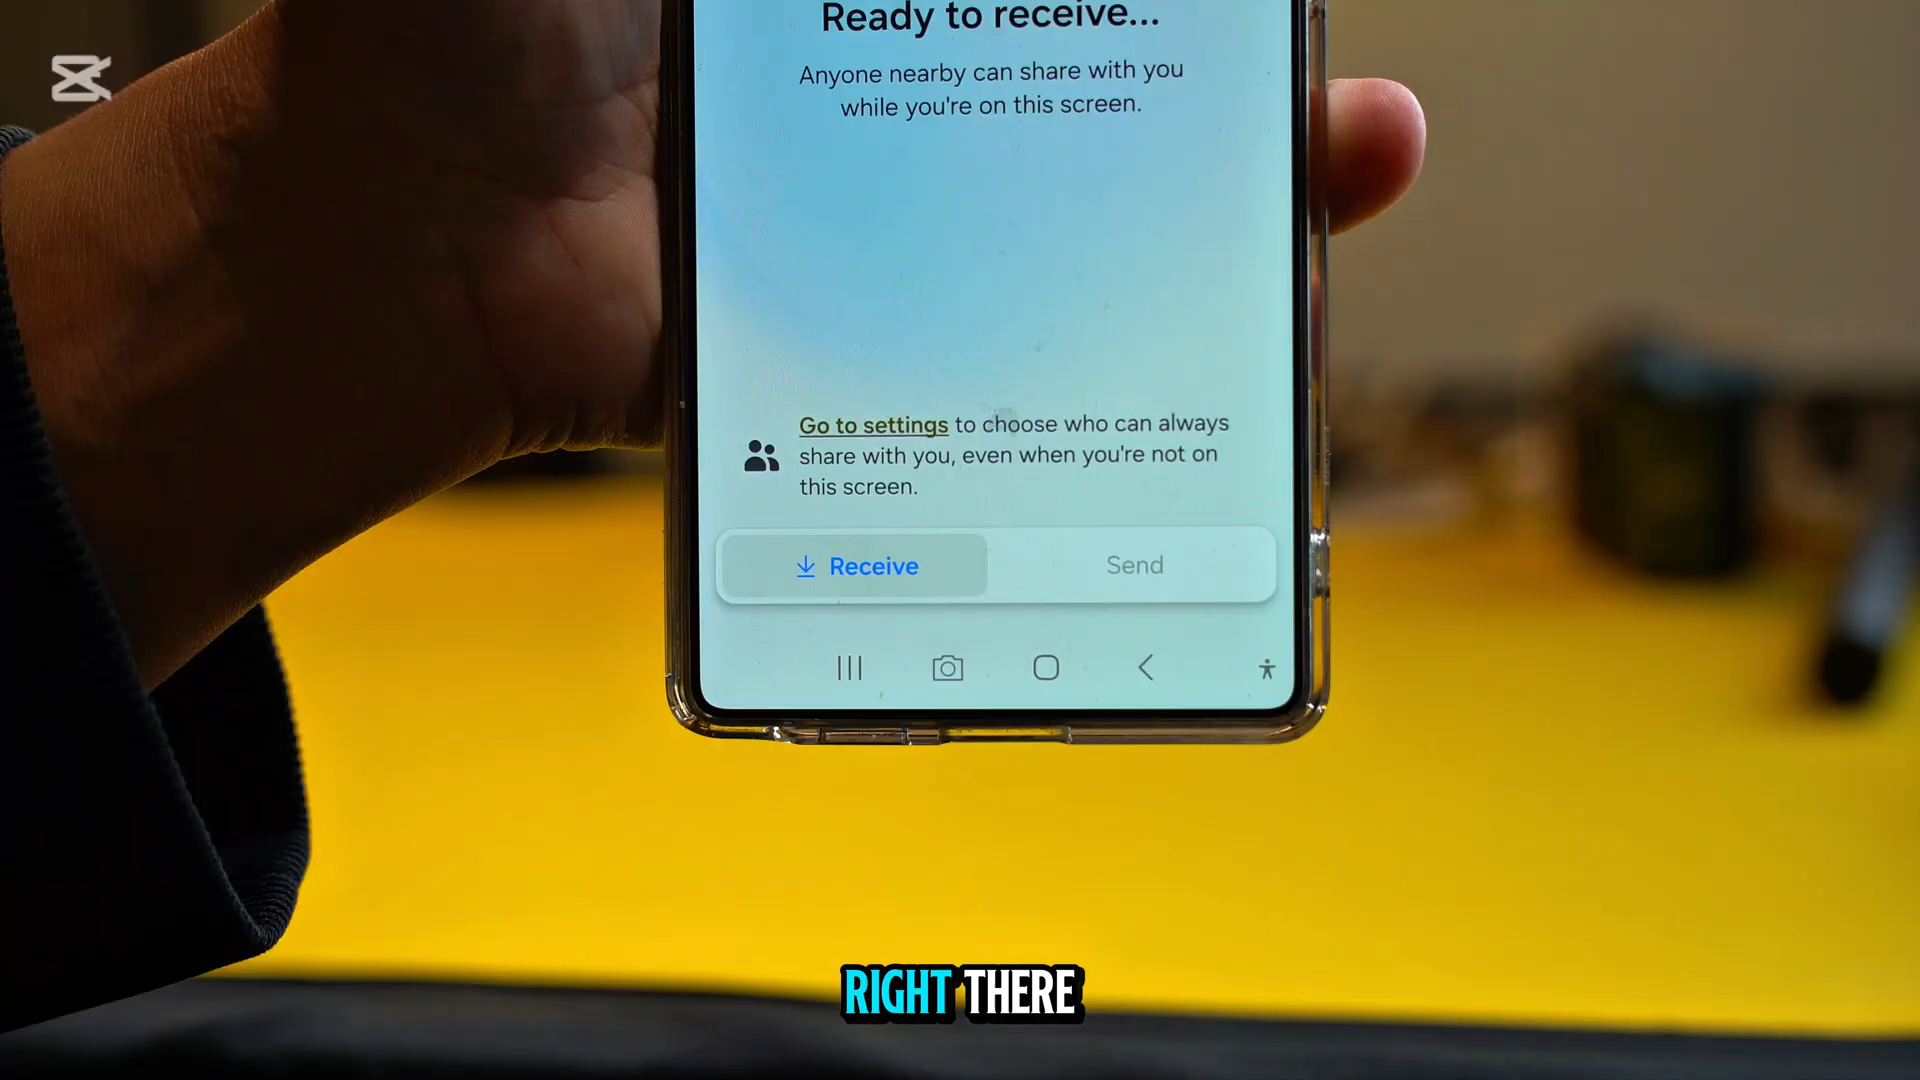 Ready to receive...
Anyone nearby can share with you
while you're on this screen.
Go to settings to choose who can always
share with you, even when you're not on
this screen.
Receive
Send
RIGHT THERE